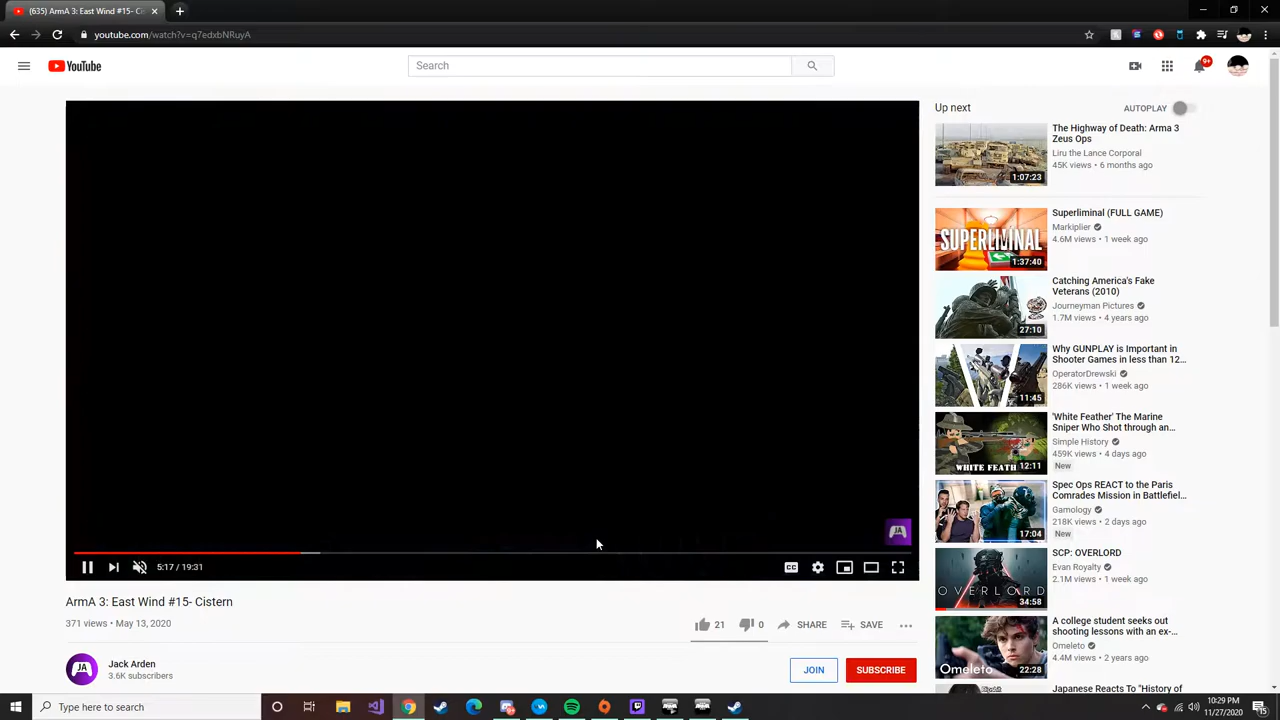 (635) ArmA 3: East Wind #15- Ci
youtube.com/watch?v=q7edxbNRuyA
YouTube
Search
9+
Up next
AUTOPLAY
The Highway of Death: Arma 3
Zeus Ops
Liru the Lance Corporal
45K views • 6 months ago
1:07:23
Superliminal (FULL GAME)
Markiplier
4.6M views • 1 week ago
SUPERLIMINAL
1:37:40
Catching America's Fake
Veterans (2010)
Journeyman Pictures
1.7M views • 4 years ago
27:10
Why GUNPLAY is Important in
Shooter Games in less than 12...
OperatorDrewski
286K views • 1 week ago
11:45
'White Feather' The Marine
Sniper Who Shot through an...
Simple History
459K views • 4 days ago
New
WHITE FEATH
12:11
Spec Ops REACT to the Paris
Comrades Mission in Battlefiel...
Gamology
218K views • 2 days ago
New
17:04
SCP: OVERLORD
Evan Royalty
2.1M views • 1 week ago
OVERLORD
34:58
A college student seeks out
shooting lessons with an ex-...
Omeleto
4.4M views • 2 years ago
Omeleto
22:28
Japanese Reacts To "History of
5:17 / 19:31
CC
ArmA 3: East Wind #15- Cistern
371 views • May 13, 2020
21
0
SHARE
SAVE
JA
Jack Arden
3.6K subscribers
JOIN
SUBSCRIBE
Type here to search
10:29 PM
11/27/2020
15